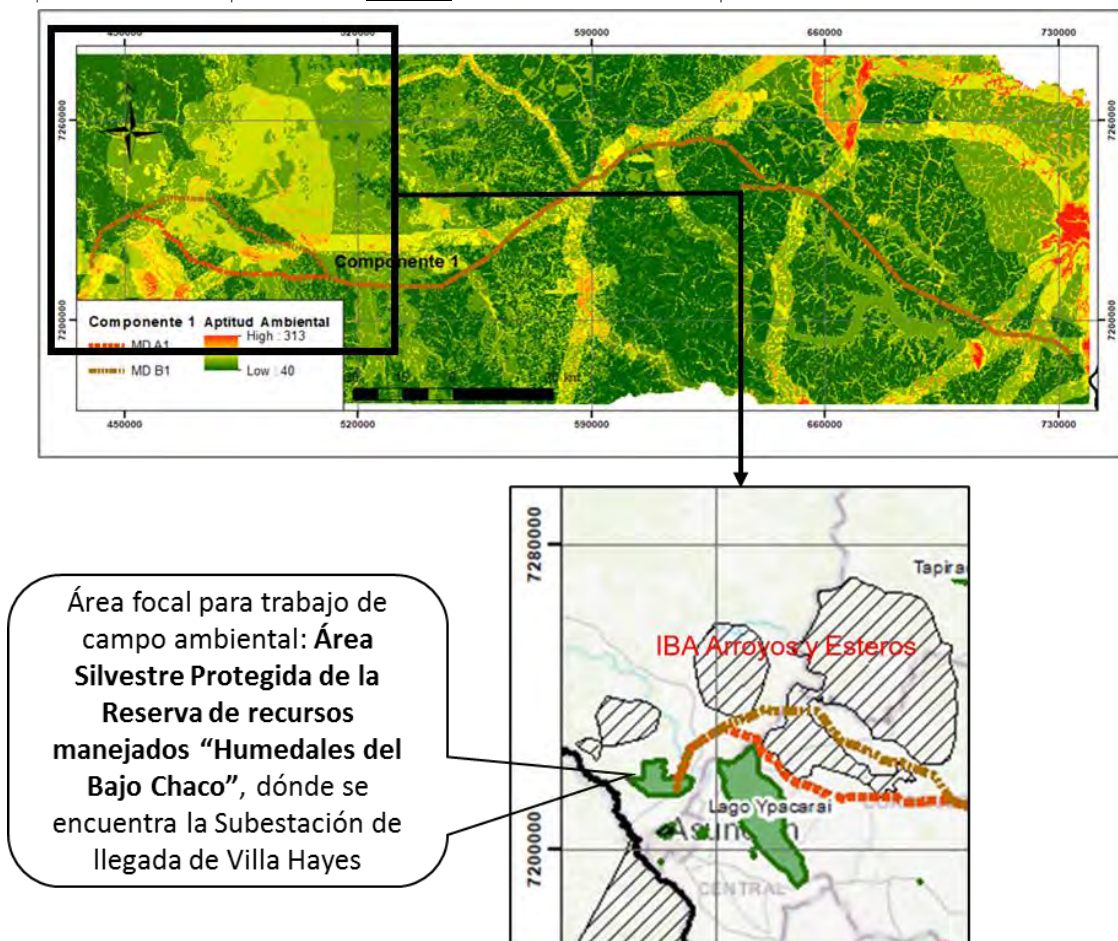 450000 520000 590000 660000 730000
7260000
7260000
N
Componente 1
Componente 1 Aptitud Ambiental
High : 313
MD A1
MD B1
Low : 40
7200000
7200000
450000 520000 590000 660000 730000
7280000
Tapira
IBA Arroyos y Esteros
Lago Ypacarai
7200000
CENTRAL
Área focal para trabajo de
campo ambiental: Área
Silvestre Protegida de la
Reserva de recursos
manejados “Humedales del
Bajo Chaco”, dónde se
encuentra la Subestación de
llegada de Villa Hayes